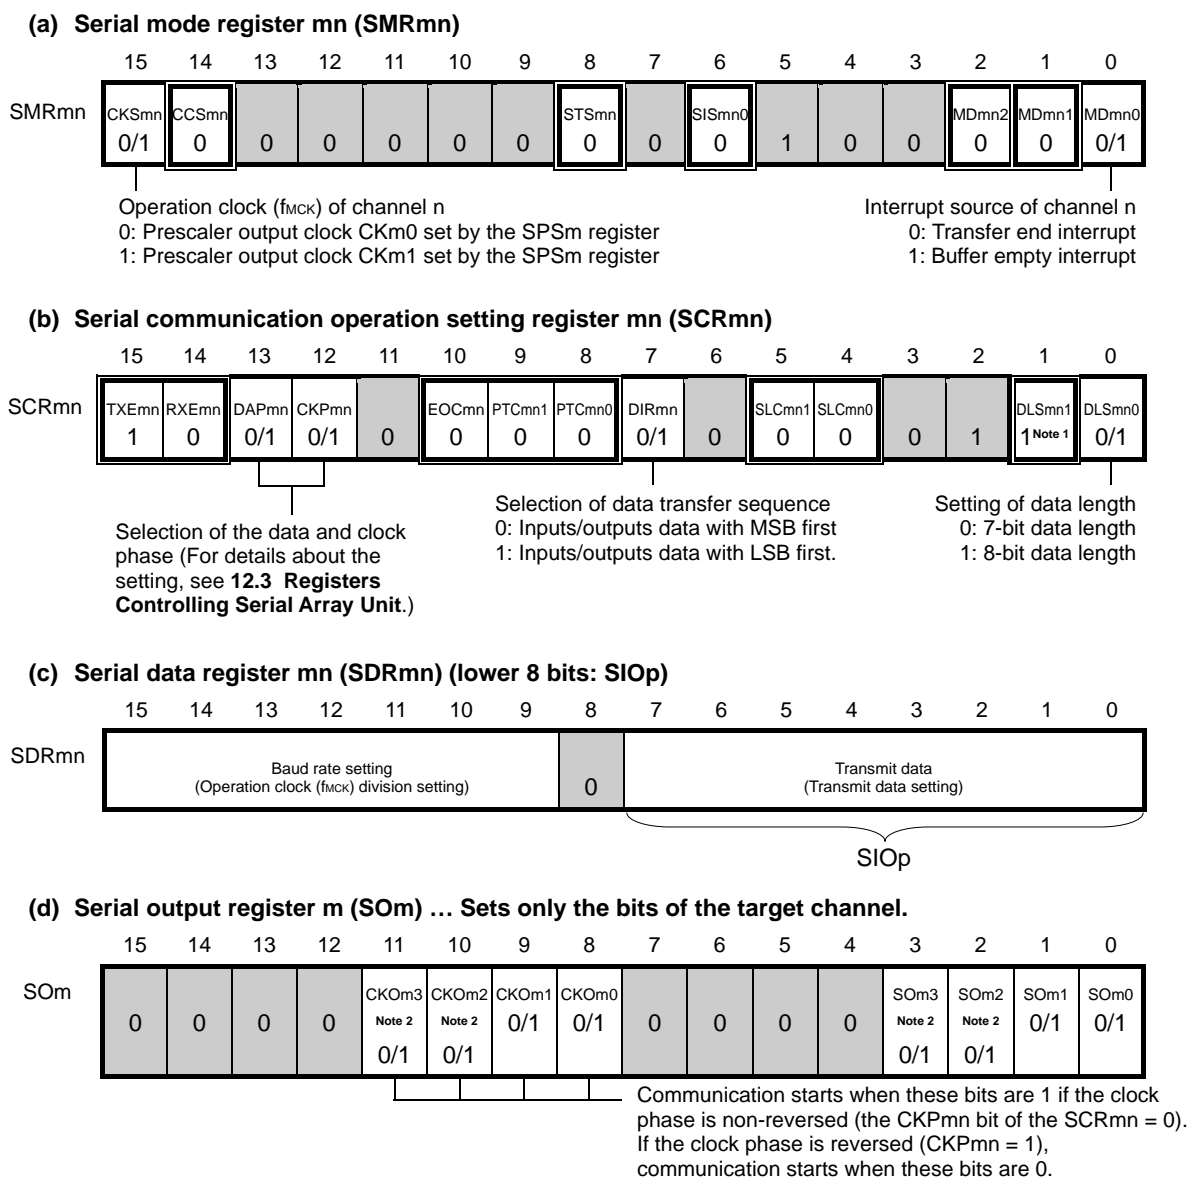 (a) Serial mode register mn (SMRmn)
15 14 13 12 11 10 9 8 7 6 5 4 3 2 1 0
SMRmn CKSmn CCSmn STSmn SISmn0 MDmn2 MDmn1 MDmn0
0/1 0 0 0 0 0 0 0 0 0 1 0 0 0 0 0/1
Operation clock (fMCK) of channel n
0: Prescaler output clock CKm0 set by the SPSm register
1: Prescaler output clock CKm1 set by the SPSm register
Interrupt source of channel n
0: Transfer end interrupt
1: Buffer empty interrupt
(b) Serial communication operation setting register mn (SCRmn)
15 14 13 12 11 10 9 8 7 6 5 4 3 2 1 0
SCRmn TXEmn RXEmn DAPmn CKPmn EOCmn PTCmn1 PTCmn0 DIRmn SLCmn1 SLCmn0 DLSmn1 DLSmn0
1 0 0/1 0/1 0 0 0 0 0/1 0 0 0 0 1 1 Note 1 0/1
Selection of the data and clock
phase (For details about the
setting, see 12.3 Registers
Controlling Serial Array Unit.)
Selection of data transfer sequence
0: Inputs/outputs data with MSB first
1: Inputs/outputs data with LSB first.
Setting of data length
0: 7-bit data length
1: 8-bit data length
(c) Serial data register mn (SDRmn) (lower 8 bits: SIOp)
15 14 13 12 11 10 9 8 7 6 5 4 3 2 1 0
SDRmn
Baud rate setting
(Operation clock (fMCK) division setting)
0
Transmit data
(Transmit data setting)
SIOp
(d) Serial output register m (SOm) … Sets only the bits of the target channel.
15 14 13 12 11 10 9 8 7 6 5 4 3 2 1 0
SOm CKOm3 CKOm2 CKOm1 CKOm0 SOm3 SOm2 SOm1 SOm0
0 0 0 0 Note 2 Note 2 0/1 0/1 0 0 0 0 Note 2 Note 2 0/1 0/1
0/1 0/1 0/1 0/1
Communication starts when these bits are 1 if the clock
phase is non-reversed (the CKPmn bit of the SCRmn = 0).
If the clock phase is reversed (CKPmn = 1),
communication starts when these bits are 0.